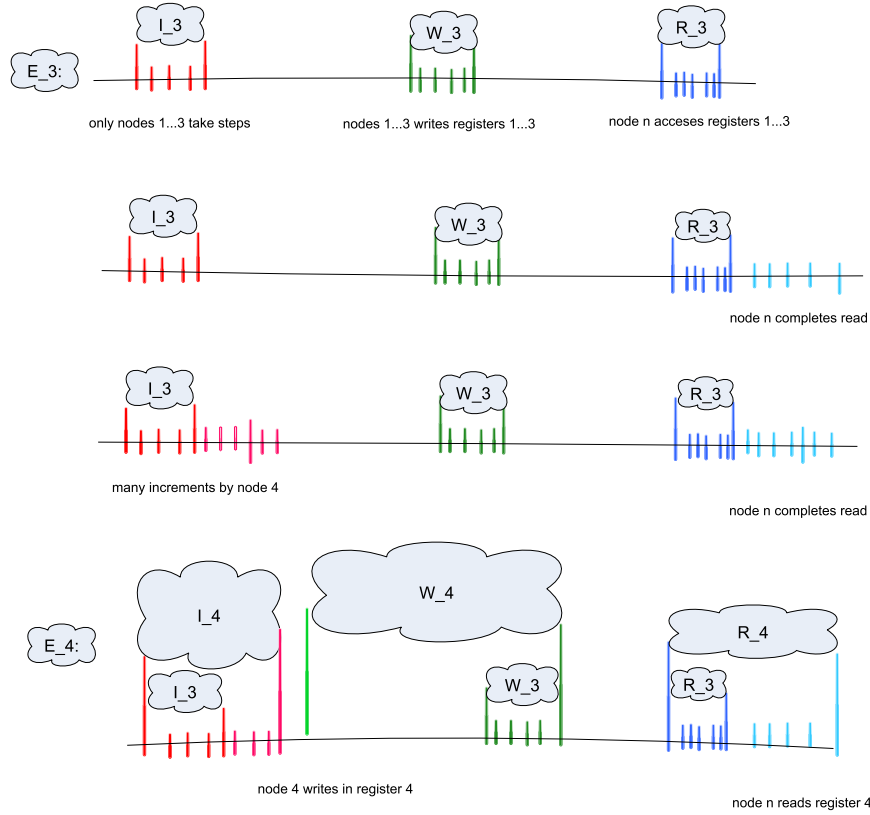 I_3
W_3
R_3
E_3:
only nodes 1...3 take steps
nodes 1...3 writes registers 1...3
node n acceses registers 1...3
I_3
W_3
R_3
node n completes read
I_3
W_3
R_3
many increments by node 4
node n completes read
W_4
I_4
R_4
E_4:
I_3
W_3
R_3
node 4 writes in register 4
node n reads register 4